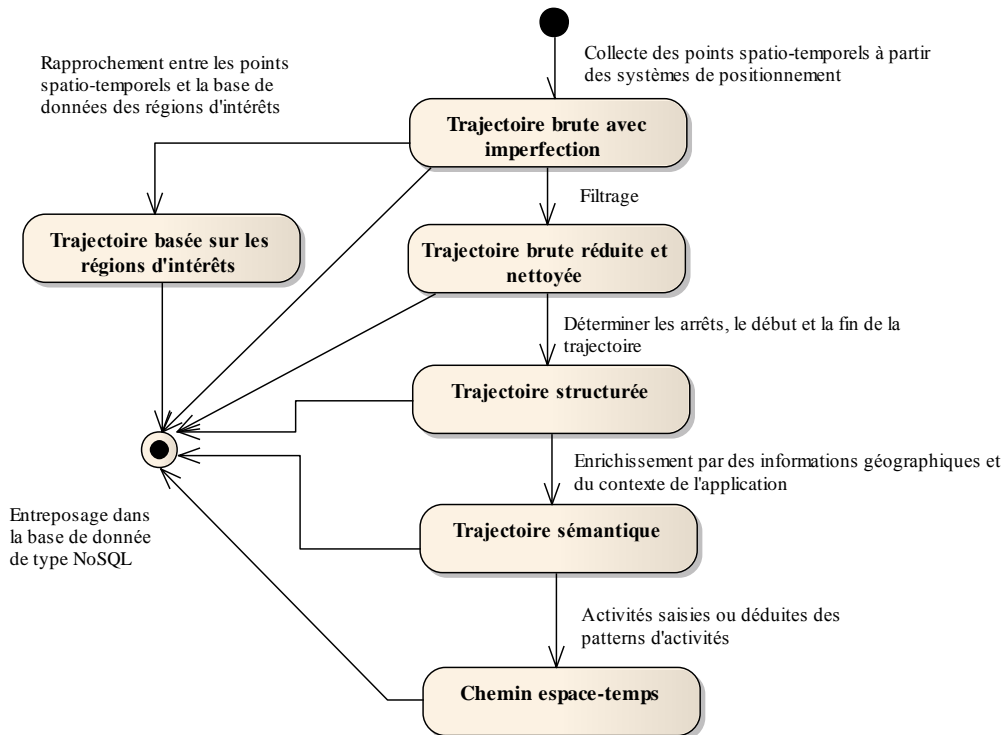 Collecte des points spatio-temporels à partir
des systèmes de positionnement
Rapprochement entre les points
spatio-temporels et la base de
données des régions d'intérêts
Trajectoire brute avec
imperfection
Filtrage
Trajectoire basée sur les
régions d'intérêts
Trajectoire brute réduite et
nettoyée
Déterminer les arrêts, le début et la fin de la
trajectoire
Trajectoire structurée
Enrichissement par des informations géographiques et
du contexte de l'application
Entreposage dans
la base de donnée
de type NoSQL
Trajectoire sémantique
Activités saisies ou déduites des
patterns d'activités
Chemin espace-temps